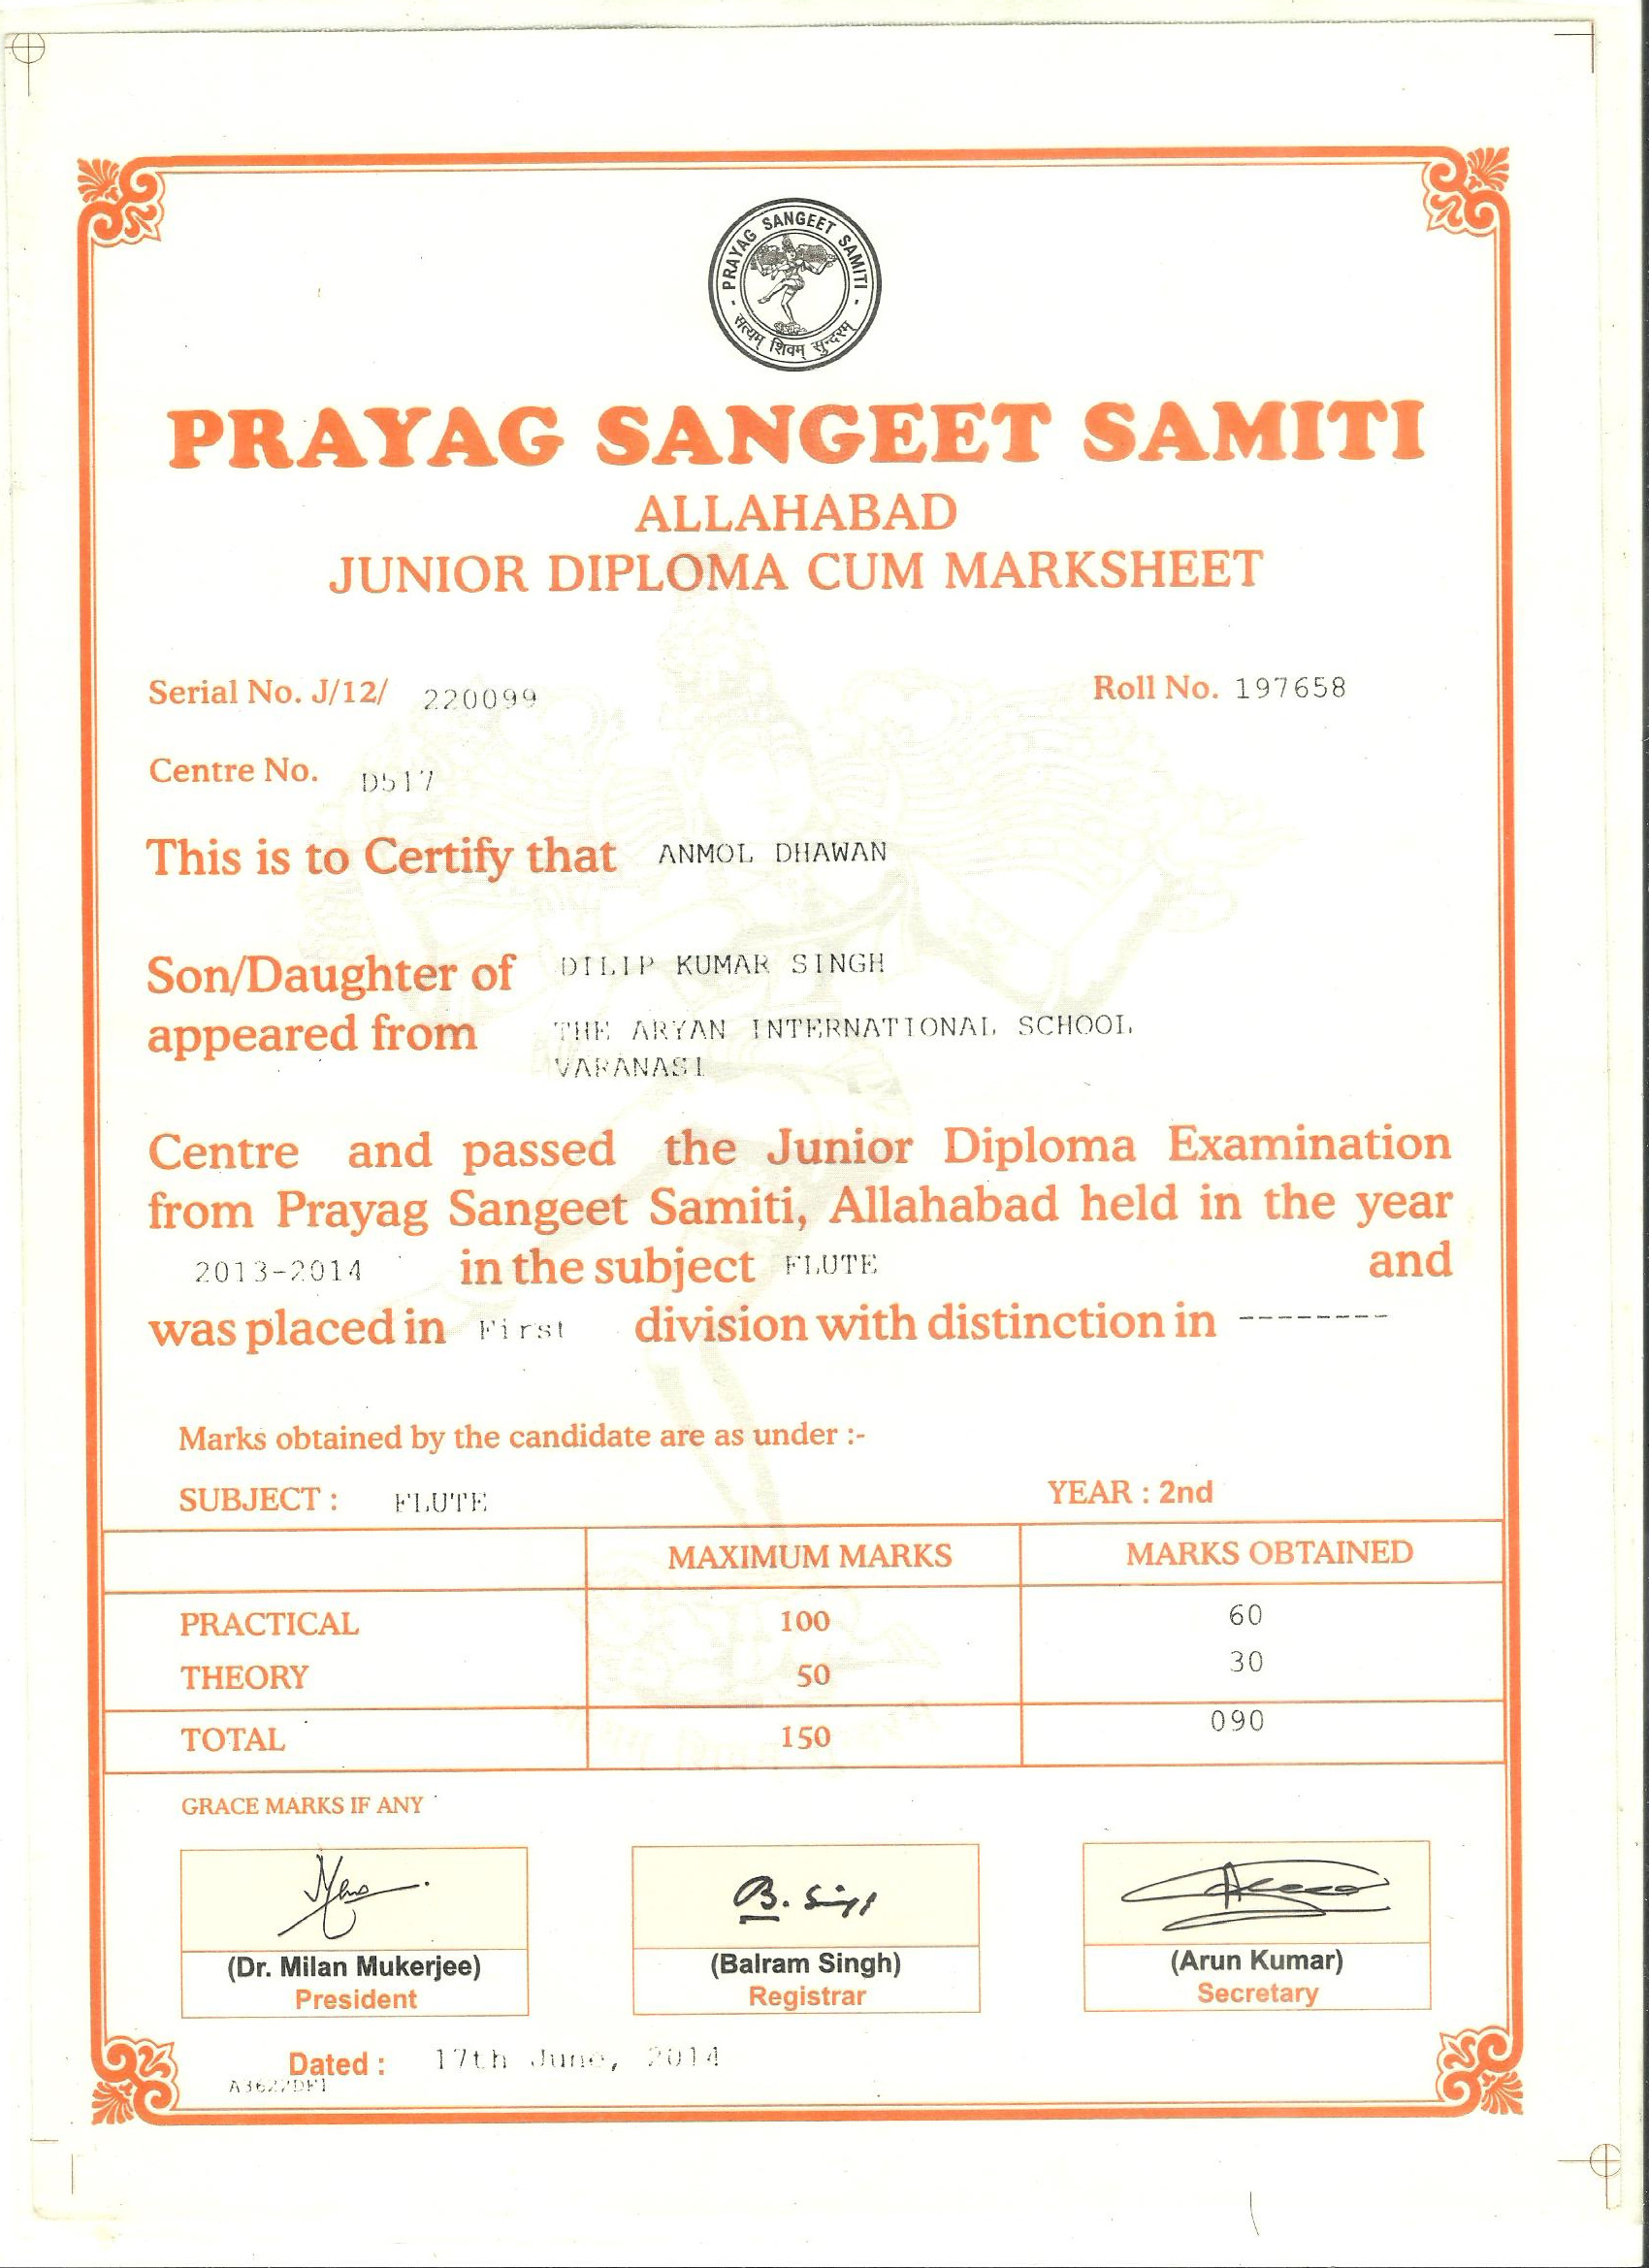 PRAYAG SANGEET SAMITI
सत्यम् शिवम् सुन्दरम्
PRAYAG SANGEET SAMITI
ALLAHABAD
JUNIOR DIPLOMA CUM MARKSHEET
Serial No. J/12/ 220099 Roll No. 197658
Centre No. D517
This is to Certify that ANMOL DHAWAN
Son/Daughter of DILIP KUMAR SINGH
appeared from THE ARYAN INTERNATIONAL SCHOOL
VARANASI
Centre and passed the Junior Diploma Examination
from Prayag Sangeet Samiti, Allahabad held in the year
2013-2014 in the subject FLUTE and
was placed in First division with distinction in --------
Marks obtained by the candidate are as under :-
SUBJECT : FLUTE YEAR : 2nd
MAXIMUM MARKS MARKS OBTAINED
PRACTICAL 100 60
THEORY 50 30
TOTAL 150 090
GRACE MARKS IF ANY
B. Singh
(Dr. Milan Mukerjee) (Balram Singh) (Arun Kumar)
President Registrar Secretary
Dated : 17th June, 2014